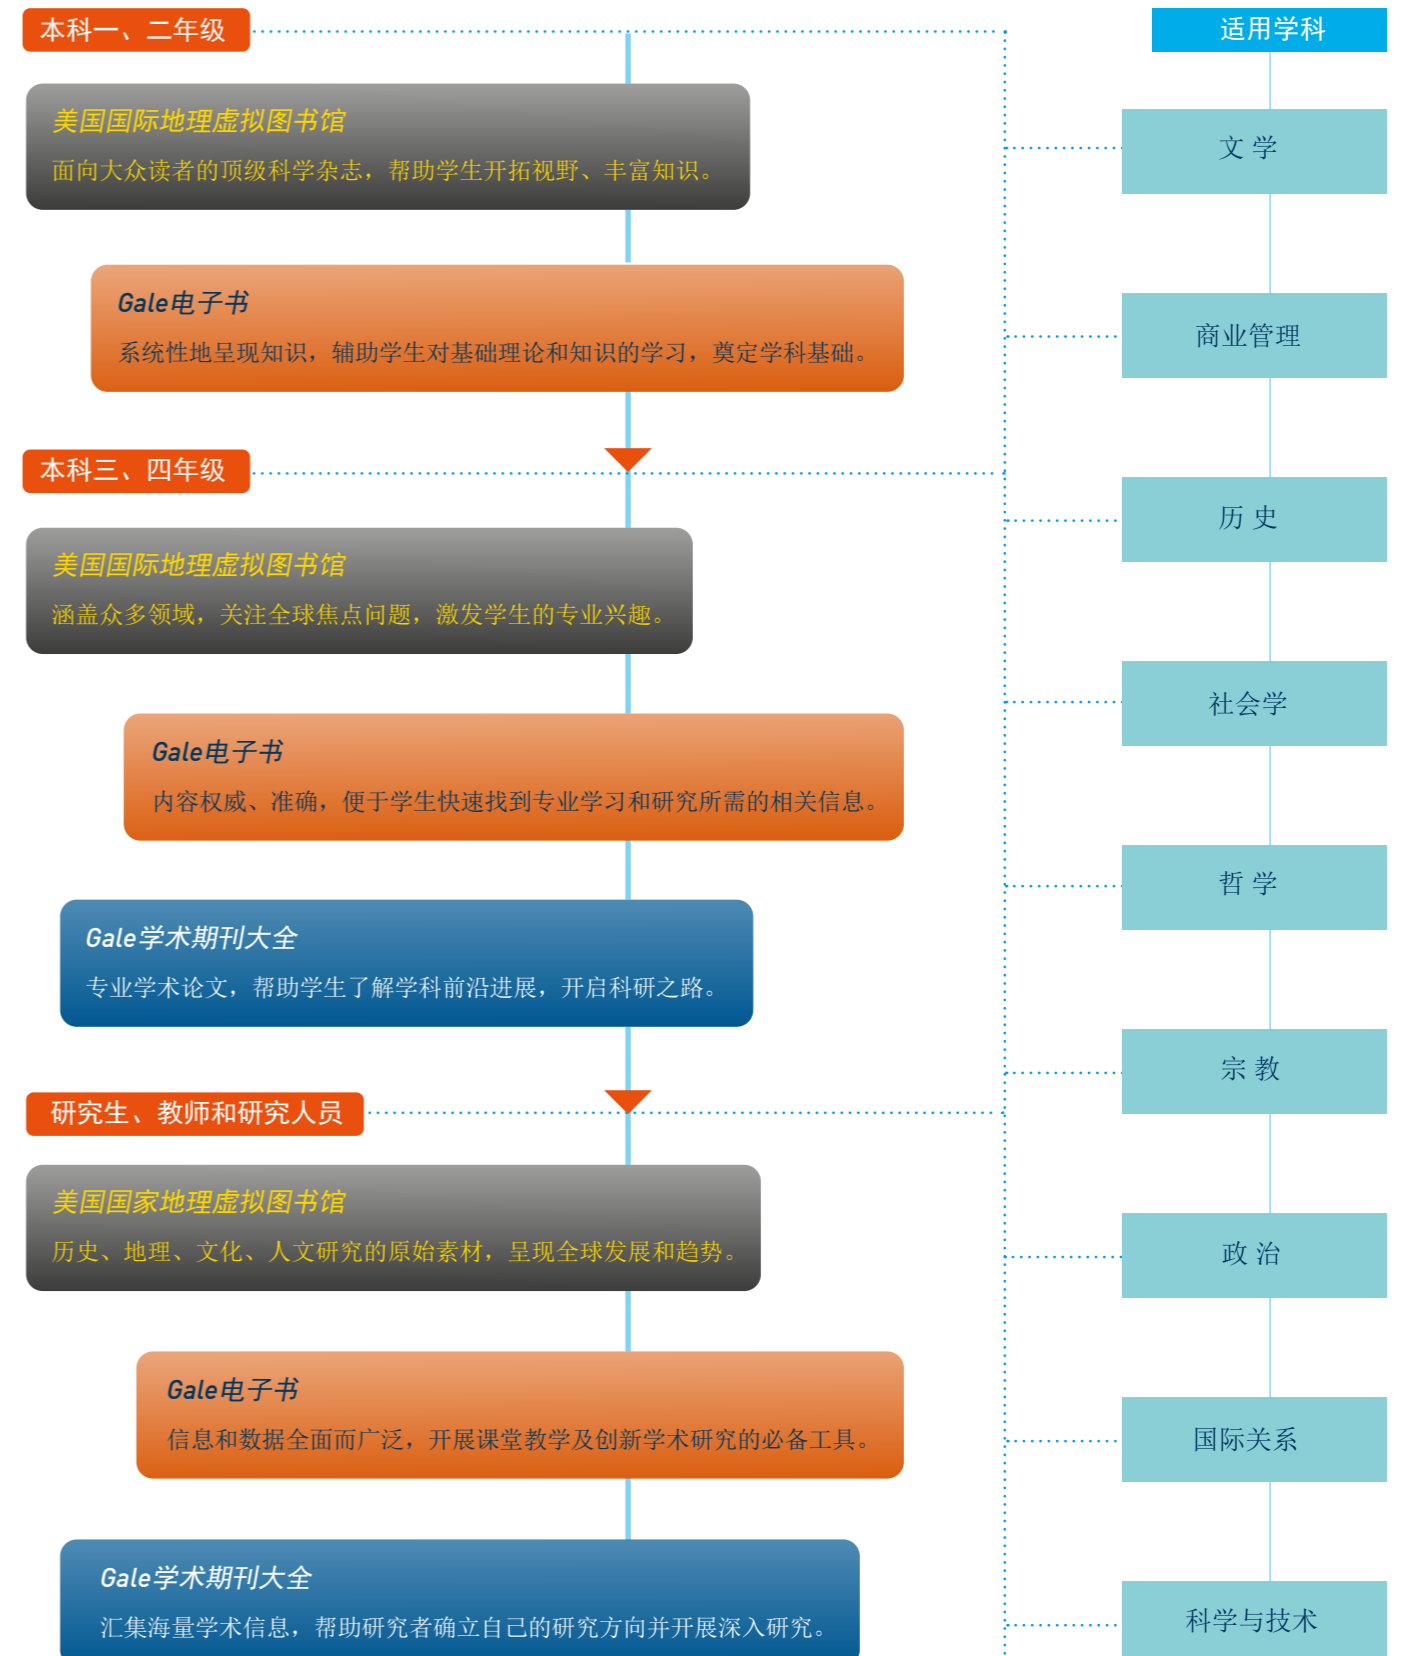 本科一、二年级
美国国际地理虚拟图书馆
面向大众读者的顶级科学杂志，帮助学生开拓视野、丰富知识。
Gale电子书
系统性地呈现知识，辅助学生对基础理论和知识的学习，奠定学科基础。
本科三、四年级
美国国际地理虚拟图书馆
涵盖众多领域，关注全球焦点问题，激发学生的专业兴趣。
Gale电子书
内容权威、准确，便于学生快速找到专业学习和研究所需的相关信息。
Gale学术期刊大全
专业学术论文，帮助学生了解学科前沿进展，开启科研之路。
研究生、教师和研究人员
美国国家地理虚拟图书馆
历史、地理、文化、人文研究的原始素材，呈现全球发展和趋势。
Gale电子书
信息和数据全面而广泛，开展课堂教学及创新学术研究的必备工具。
Gale学术期刊大全
汇集海量学术信息，帮助研究者确立自己的研究方向并开展深入研究。
适用学科
文 学
商业管理
历 史
社会学
哲 学
宗 教
政 治
国际关系
科学与技术